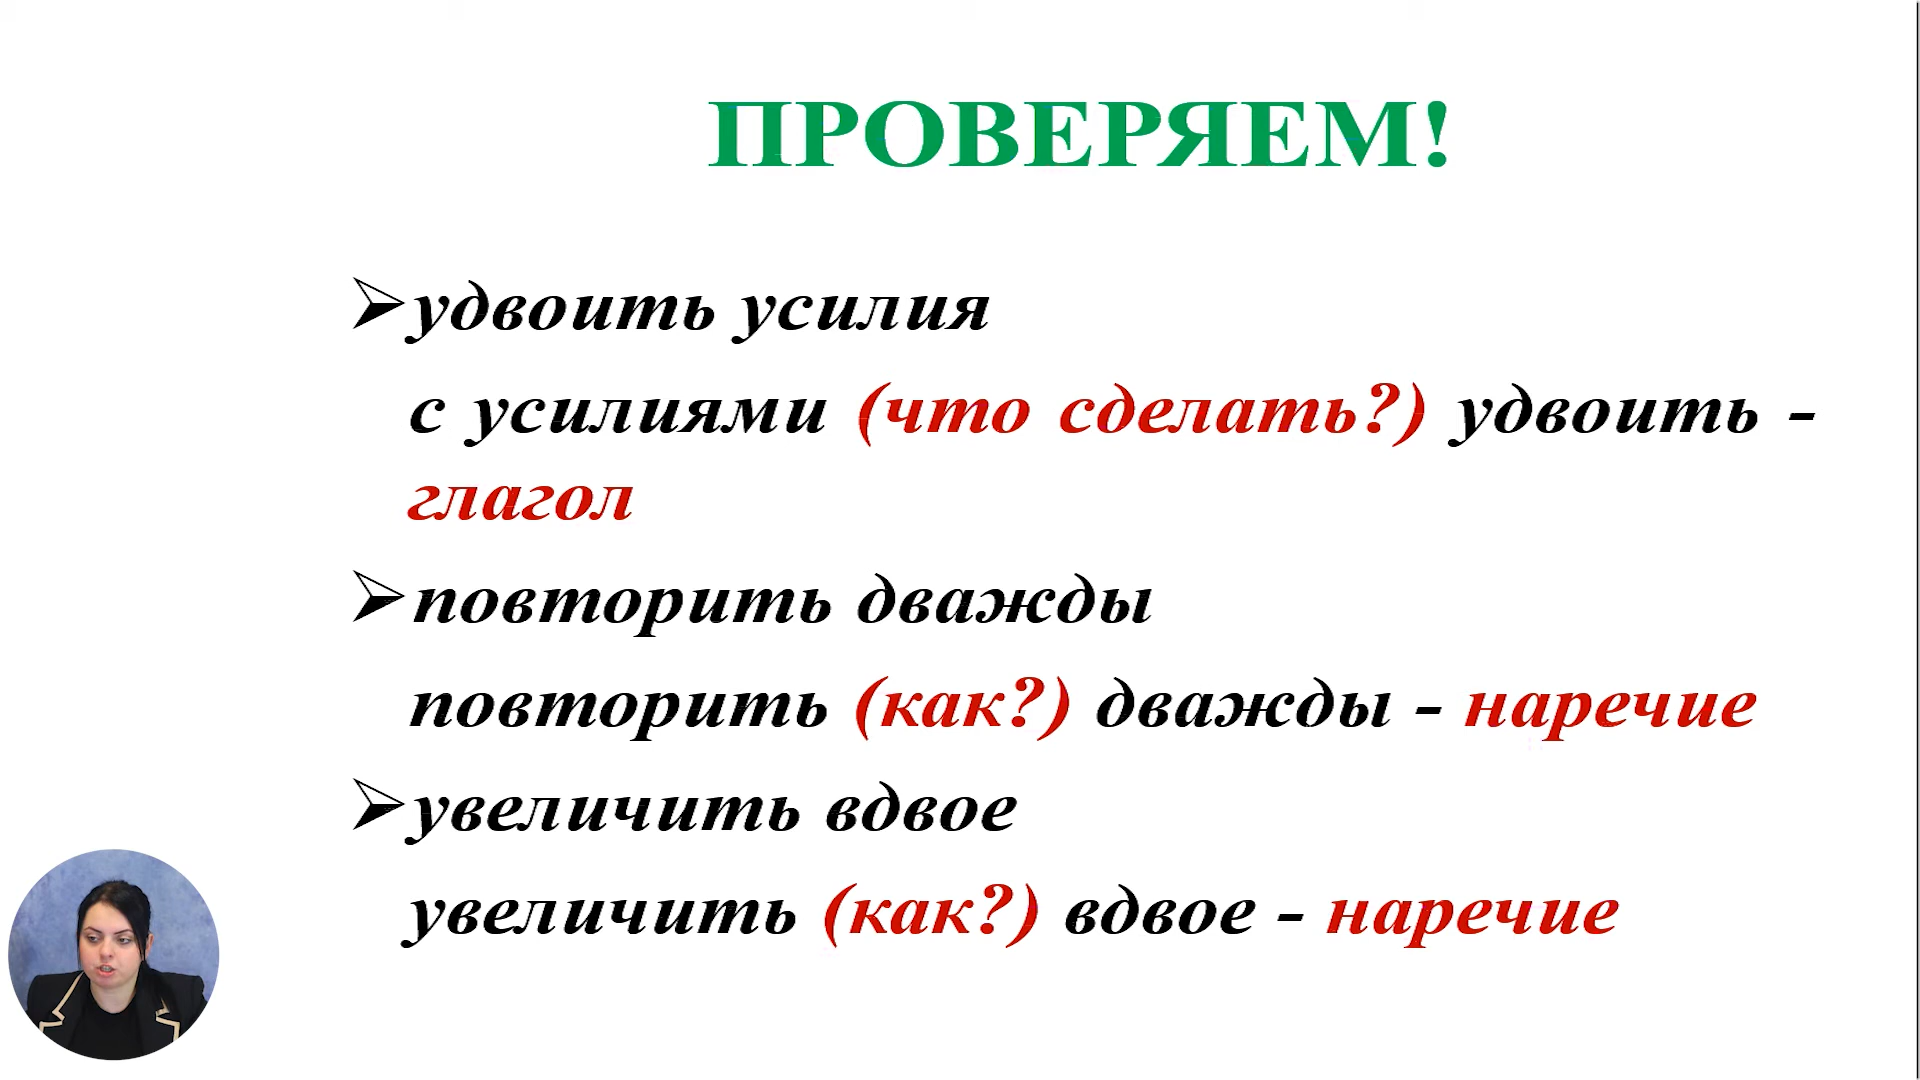 ПРОВЕРЯЕМ!
удвоить усилия
с усилиями (что сделать?) удвоить -
глагол
повторить дважды
повторить (как?) дважды - наречие
увеличить вдвое
увеличить (как?) вдвое - наречие